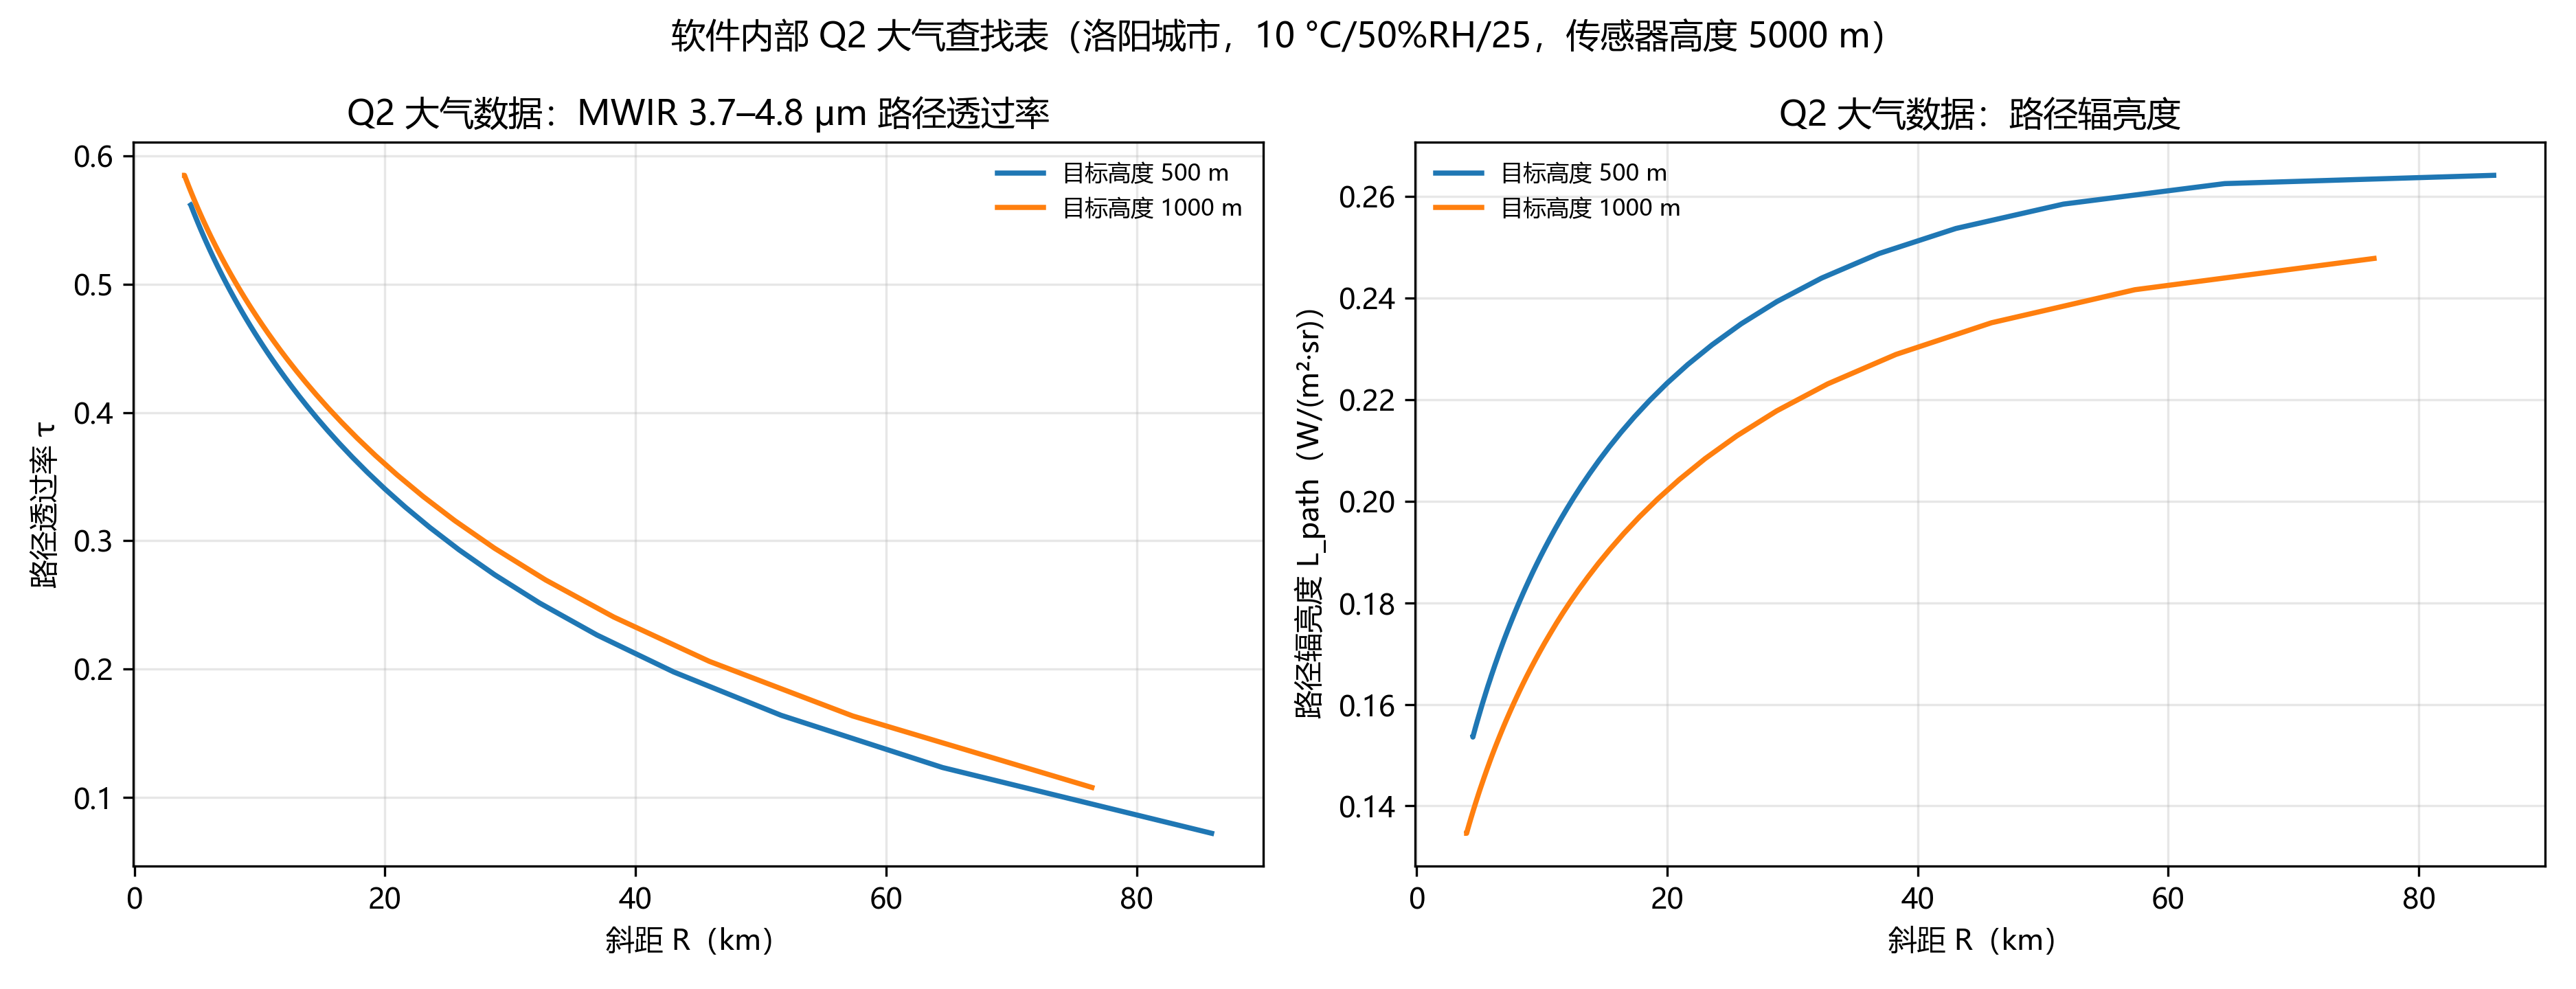 软件内部 Q2 大气查找表（洛阳城市，10 °C/50%RH/25，传感器高度 5000 m）
Q2 大气数据：MWIR 3.7–4.8 μm 路径透过率
路径透过率 τ
0.6
0.5
0.4
0.3
0.2
0.1
目标高度 500 m
目标高度 1000 m
0
20
40
60
80
斜距 R（km）
Q2 大气数据：路径辐亮度
路径辐亮度 L_path（W/(m²·sr)）
0.26
0.24
0.22
0.20
0.18
0.16
0.14
目标高度 500 m
目标高度 1000 m
0
20
40
60
80
斜距 R（km）